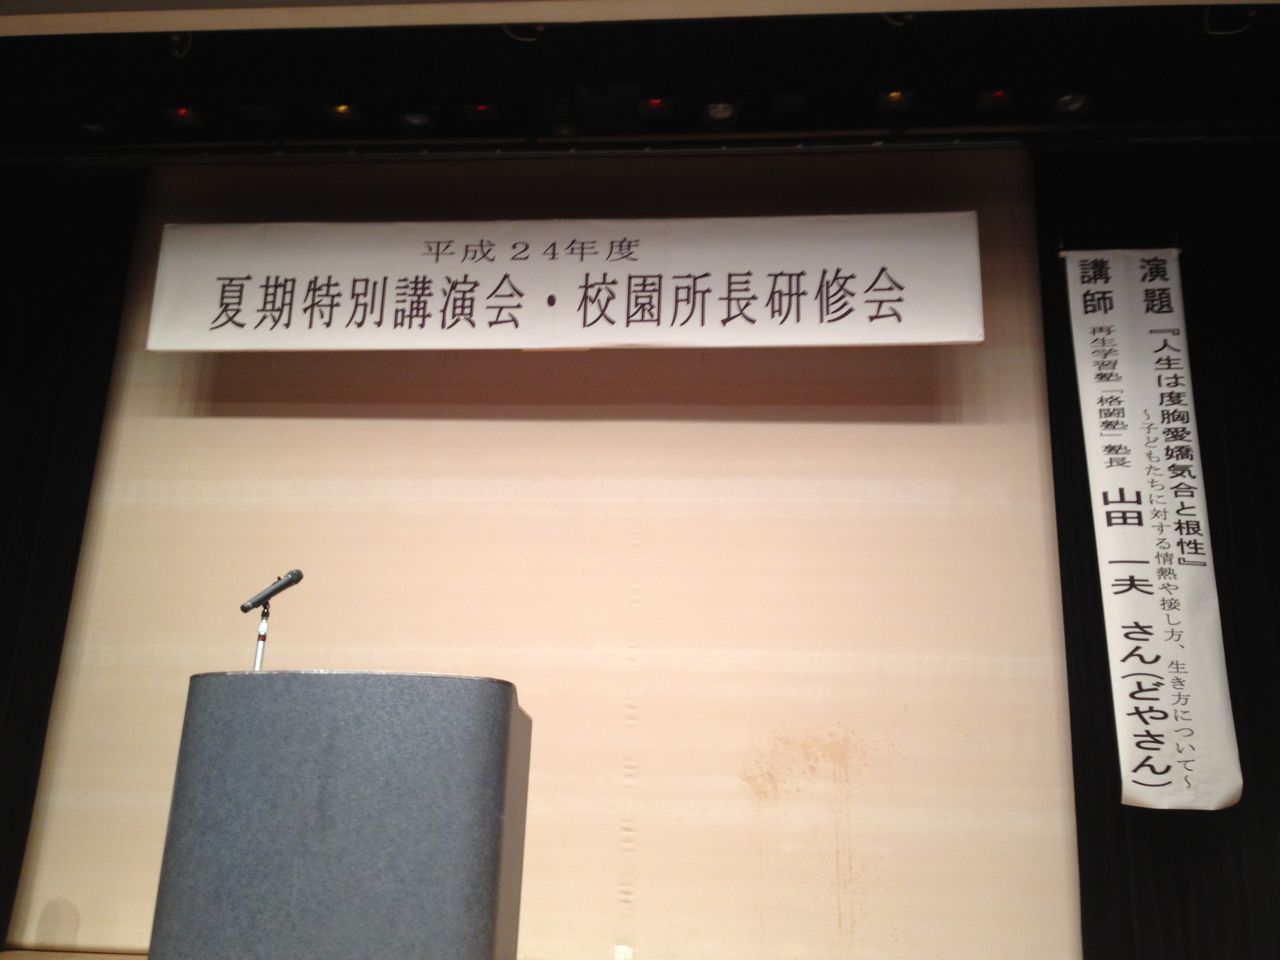 平成24年度
夏期特別講演会・校園所長研修会
演題『人生は度胸愛嬌気合と根性』
～子どもたちに対する情熱や接し方、生き方について～
講師 再生学習塾「格闘塾」塾長 山田 一夫 さん(どやさん)